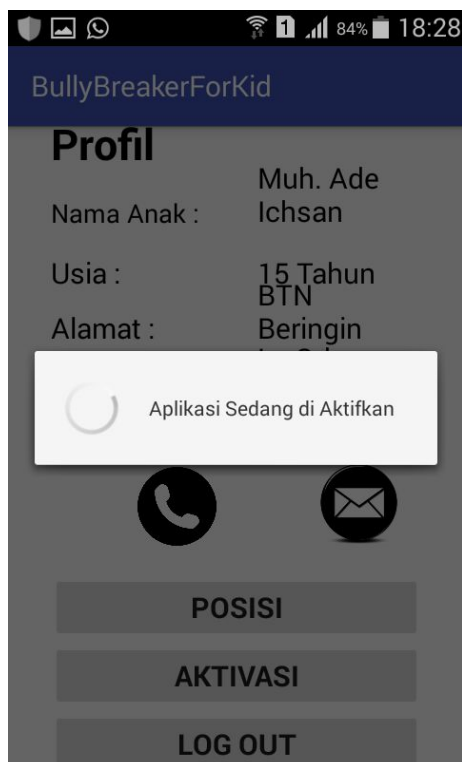 1 84% 18:28
BullyBreakerForKid
Profil
Nama Anak :
Muh. Ade
Ichsan
Usia :
15 Tahun
Alamat :
BTN
Beringin
Aplikasi Sedang di Aktifkan
POSISI
AKTIVASI
LOG OUT